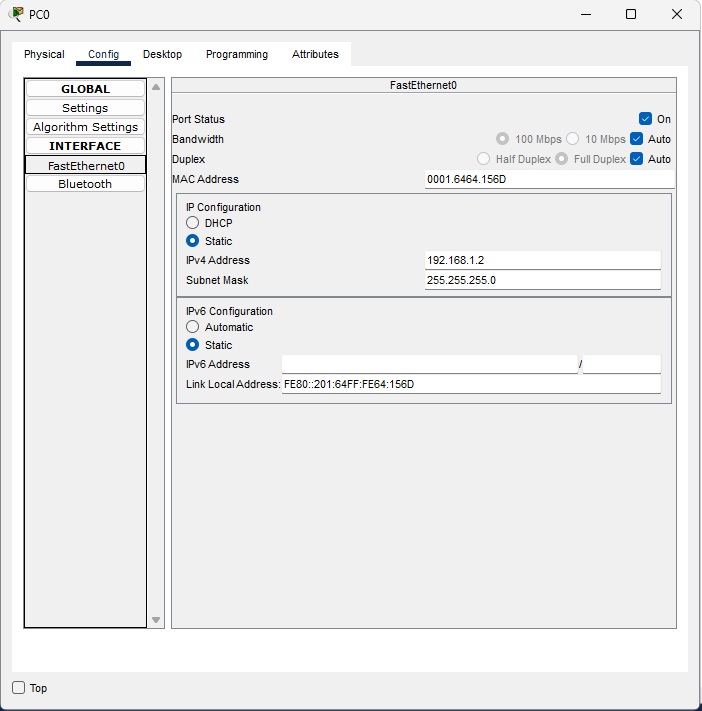 PC0
Physical Config Desktop Programming Attributes
GLOBAL
Settings
Algorithm Settings
INTERFACE
FastEthernet0
Bluetooth
FastEthernet0
Port Status On
Bandwidth 100 Mbps 10 Mbps Auto
Duplex Half Duplex Full Duplex Auto
MAC Address 0001.6464.156D
IP Configuration
DHCP
Static
IPv4 Address 192.168.1.2
Subnet Mask 255.255.255.0
IPv6 Configuration
Automatic
Static
IPv6 Address /
Link Local Address: FE80::201:64FF:FE64:156D
Top